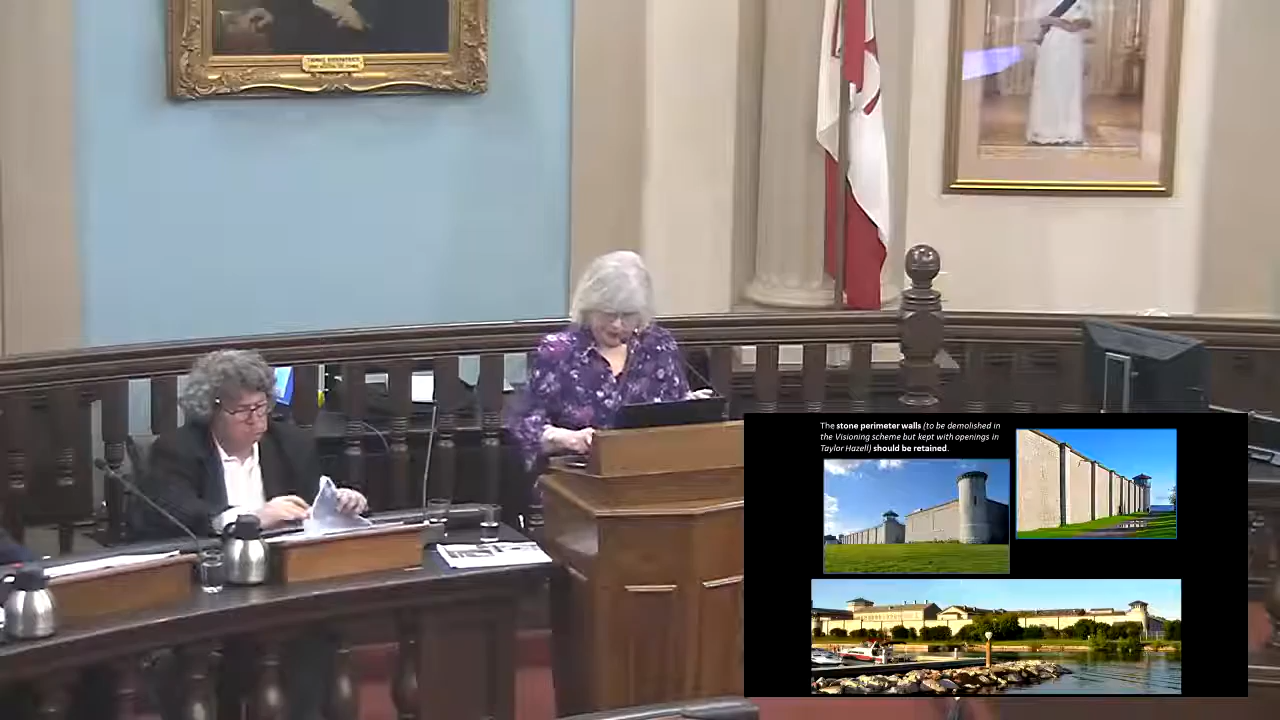 The stone perimeter walls (to be demolished in
the Visioning scheme but kept with openings in
Taylor Hazell) should be retained.